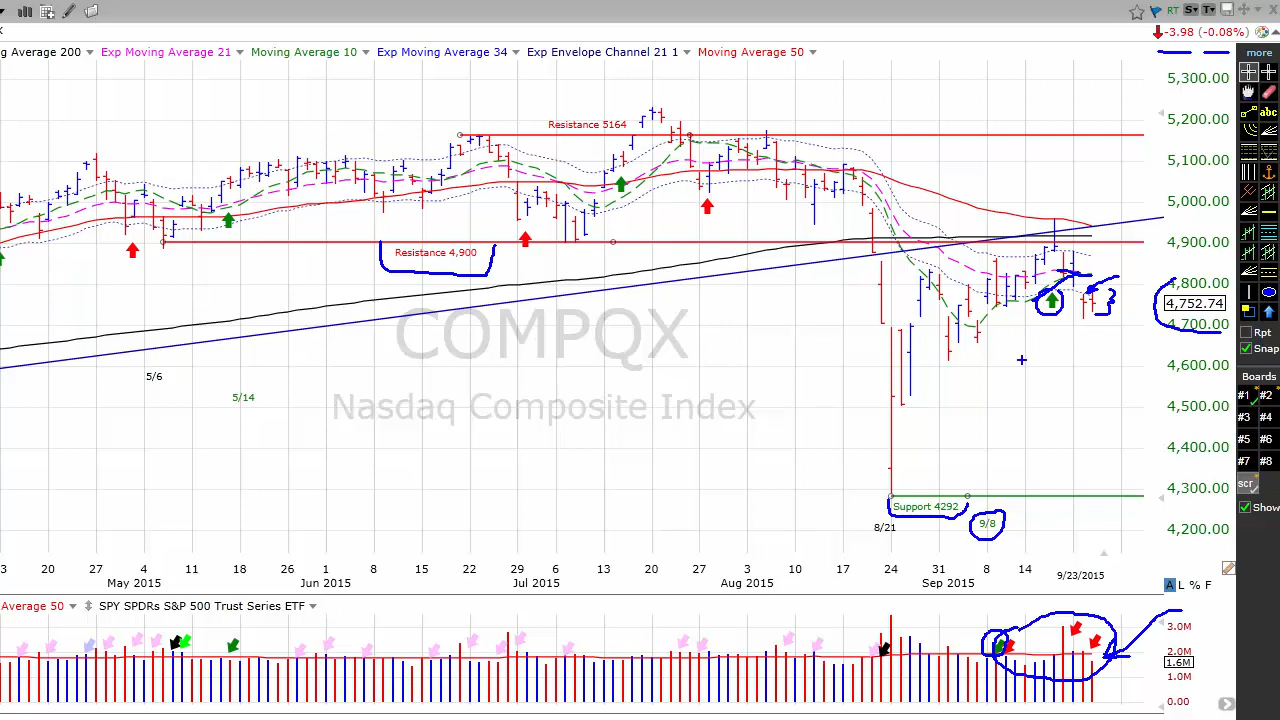 RT S T
-3.98 (-0.08%)
g Average 200 Exp Moving Average 21 Moving Average 10 Exp Moving Average 34 Exp Envelope Channel 21 1 Moving Average 50
more
abc
5,300.00
5,200.00
5,100.00
5,000.00
4,900.00
4,800.00
4,752.74
4,700.00
4,600.00
4,500.00
4,400.00
4,300.00
4,200.00
Resistance 5164
Resistance 4,900
COMPQX
Nasdaq Composite Index
5/6
5/14
Support 4292
8/21
9/8
Rpt
Snap
Boards
#1 #2
#3 #4
#5 #6
#7 #8
scr
Show
3 20 27 11 18 26 8 15 22 29 6 13 20 27 10 17 24 31 8 14
May 2015 Jun 2015 Jul 2015 Aug 2015 Sep 2015
9/23/2015
A L % F
Average 50 SPY SPDRs S&P 500 Trust Series ETF
3.0M
2.0M
1.6M
1.0M
0.00